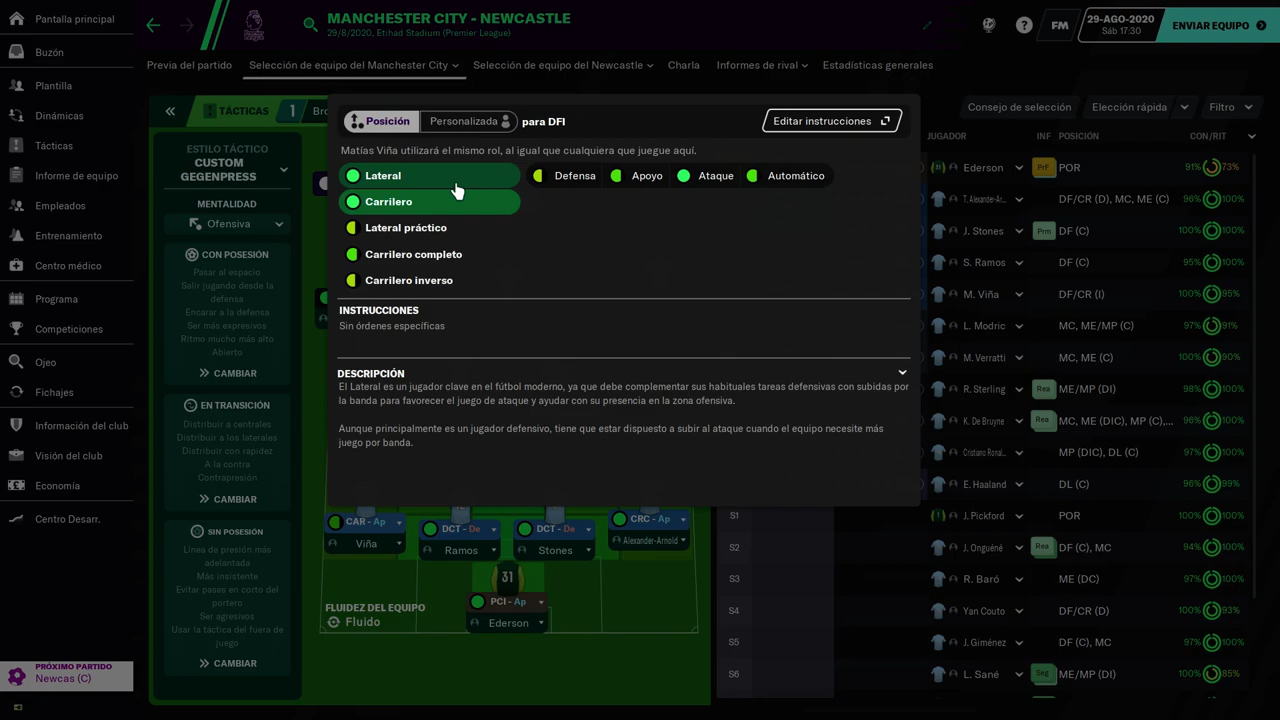 Pantalla principal
Buzón
Plantilla
Dinámicas
Tácticas
Informe de equipo
Empleados
Entrenamiento
Centro médico
Programa
Competiciones
Ojeo
Fichajes
Información del club
Visión del club
Economía
Centro Desarr.
PRÓXIMO PARTIDO
Newcas (C)
MANCHESTER CITY - NEWCASTLE
29/8/2020, Etihad Stadium (Premier League)
FM
29-AGO-2020
Sáb 17:30
ENVIAR EQUIPO
Previa del partido
Selección de equipo del Manchester City
Selección de equipo del Newcastle
Charla
Informes de rival
Estadísticas generales
TÁCTICAS
1
Bro
ESTILO TÁCTICO
CUSTOM
GEGENPRESS
MENTALIDAD
Ofensiva
CON POSESIÓN
Pasar al espacio
Salir jugando desde la
defensa
Encarar a la defensa
Ser más expresivos
Ritmo mucho más alto
Abierto
CAMBIAR
EN TRANSICIÓN
Distribuir a centrales
Distribuir a los laterales
Distribuir con rapidez
A la contra
Contrapresión
CAMBIAR
SIN POSESIÓN
Línea de presión más
adelantada
Más insistente
Evitar pases en corto del
portero
Ser agresivos
Usar la táctica del fuera de
juego
CAMBIAR
Posición
Personalizada
para DFI
Editar instrucciones
Matías Viña utilizará el mismo rol, al igual que cualquiera que juegue aquí.
Lateral
Defensa
Apoyo
Ataque
Automático
Carrilero
Lateral práctico
Carrilero completo
Carrilero inverso
INSTRUCCIONES
Sin órdenes específicas
DESCRIPCIÓN
El Lateral es un jugador clave en el fútbol moderno, ya que debe complementar sus habituales tareas defensivas con subidas por
la banda para favorecer el juego de ataque y ayudar con su presencia en la zona ofensiva.
Aunque principalmente es un jugador defensivo, tiene que estar dispuesto a subir al ataque cuando el equipo necesite más
juego por banda.
CAR - Ap
Viña
DCT - De
Ramos
DCT - De
Stones
CRC - Ap
Alexander-Arnold
31
PCI - Ap
Ederson
FLUIDEZ DEL EQUIPO
Fluido
S1
S2
S3
S4
S5
S6
Consejo de selección
Elección rápida
Filtro
JUGADOR
INF
POSICIÓN
CON/RIT
Ederson PrF POR 91% 73%
T. Alexander-Ar... DF/CR (D), MC, ME (C) 96% 100%
J. Stones Prm DF (C) 100% 100%
S. Ramos DF (C) 95% 100%
M. Viña DF/CR (I) 100% 95%
L. Modric MC, ME/MP (C) 97% 91%
M. Verratti MC, ME (C) 100% 90%
R. Sterling Rea ME/MP (DI) 98% 100%
K. De Bruyne Rea MC, ME (DIC), MP (C),... 96% 100%
Cristiano Ronal... MP (DIC), DL (C) 97% 100%
E. Haaland DL (C) 96% 99%
J. Pickford POR 100% 100%
J. Onguéné Rea DF (C), MC 94% 100%
R. Baró ME (DC) 97% 100%
Yan Couto DF/CR (D) 100% 93%
J. Giménez DF (C), MC 97% 100%
L. Sané Seg ME/MP (DI) 100% 85%